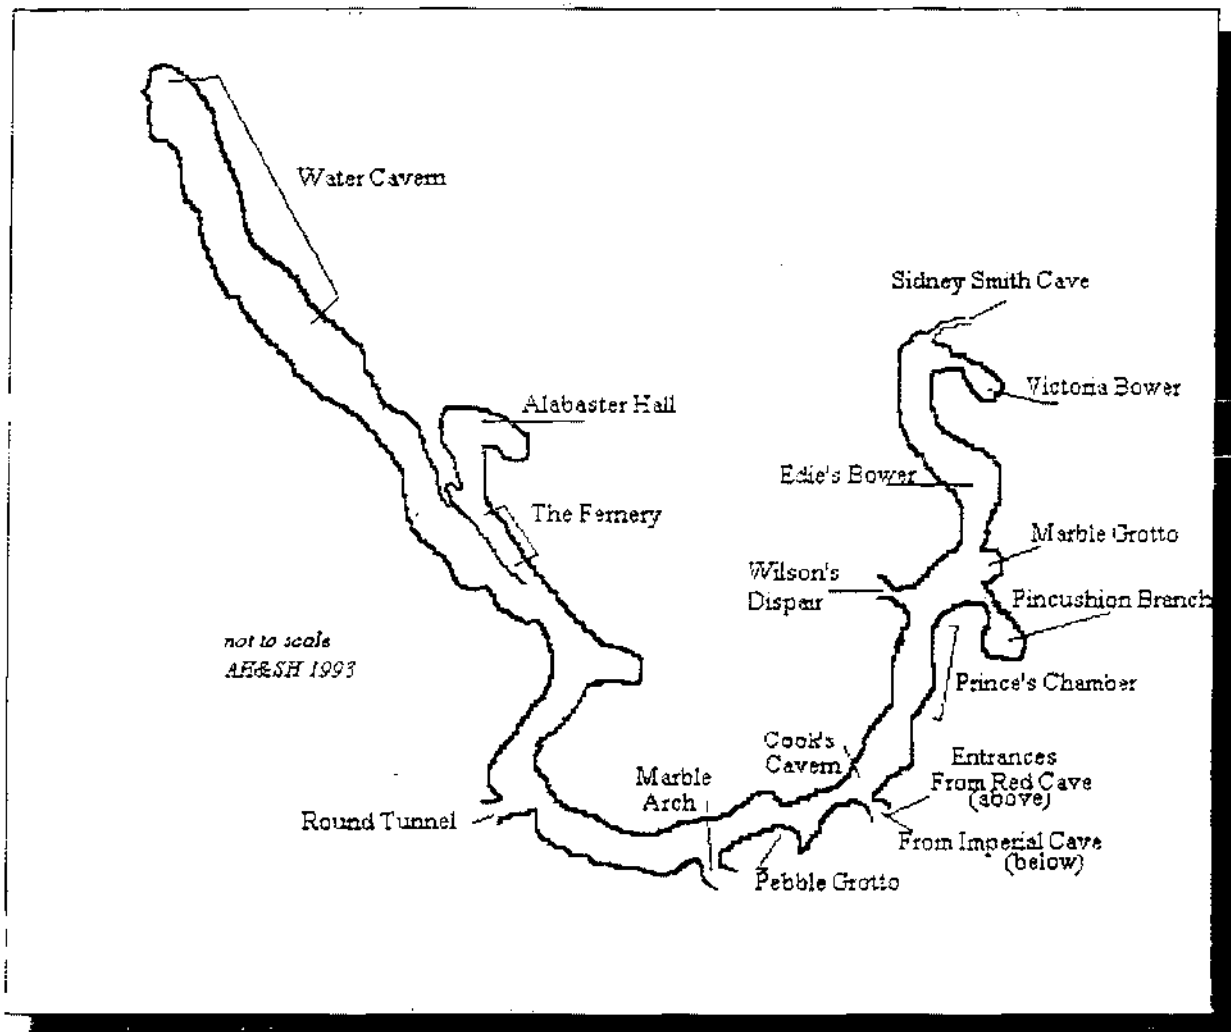 Water Cavern
Sidney Smith Cave
Victoria Bower
Alabaster Hall
Edie's Bower
The Fernery
Marble Grotto
Wilson's
Dispair
Pincushion Branch
not to scale
AH&SH 1993
Prince's Chamber
Cook's
Cavern
Marble
Arch
Entrances
From Red Cave
(above)
Round Tunnel
From Imperial Cave
(below)
Pebble Grotto